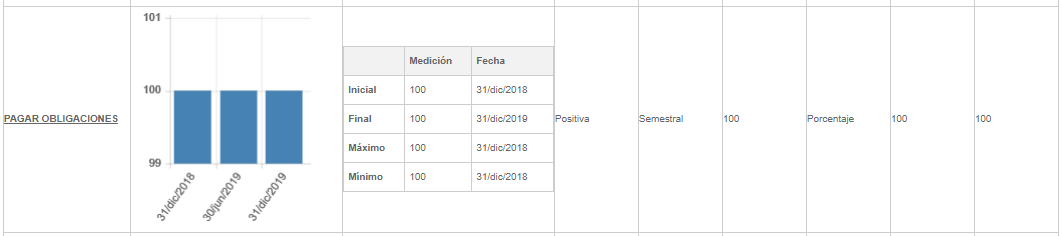 PAGAR OBLIGACIONES
101
100
99
31/dic/2018
30/jun/2019
31/dic/2019
Medición Fecha
Inicial 100 31/dic/2018
Final 100 31/dic/2019
Máximo 100 31/dic/2018
Mínimo 100 31/dic/2018
Positiva
Semestral
100
Porcentaje
100
100